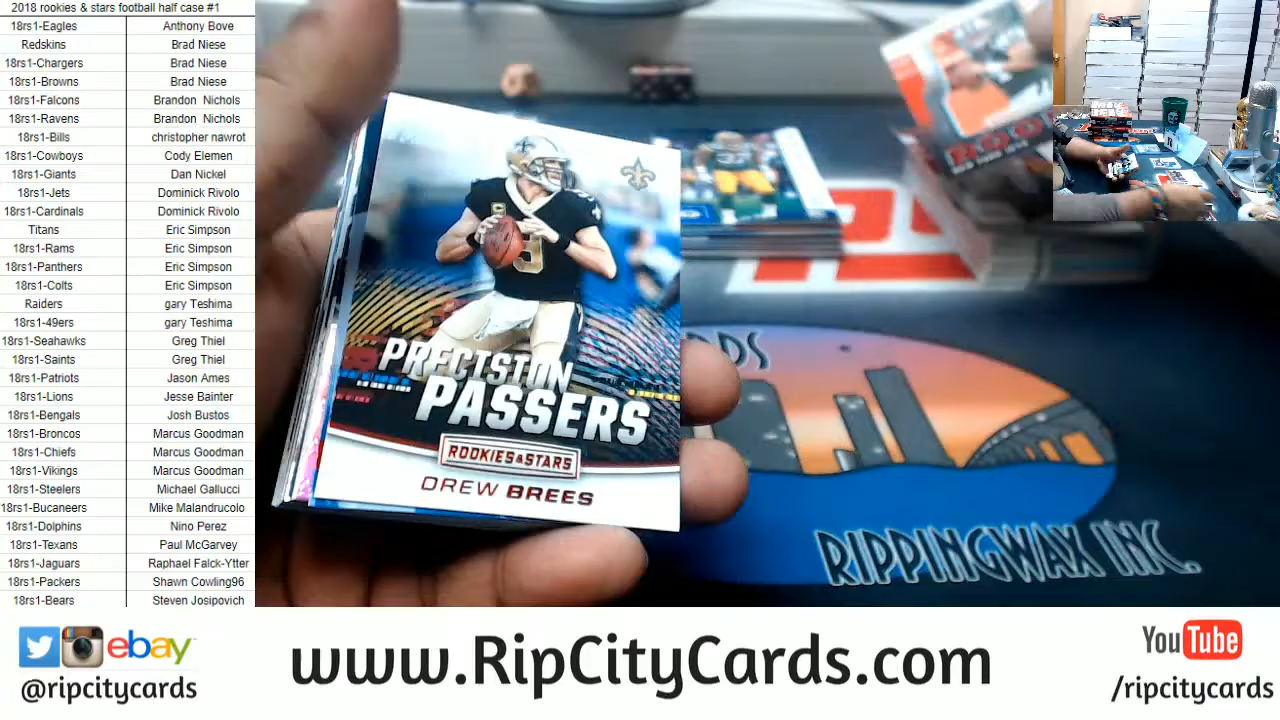 2018 rookies & stars football half case #1
18rs1-Eagles Anthony Bove
Redskins Brad Niese
18rs1-Chargers Brad Niese
18rs1-Browns Brad Niese
18rs1-Falcons Brandon Nichols
18rs1-Ravens Brandon Nichols
18rs1-Bills christopher nawrot
18rs1-Cowboys Cody Elemen
18rs1-Giants Dan Nickel
18rs1-Jets Dominick Rivolo
18rs1-Cardinals Dominick Rivolo
Titans Eric Simpson
18rs1-Rams Eric Simpson
18rs1-Panthers Eric Simpson
18rs1-Colts Eric Simpson
Raiders gary Teshima
18rs1-49ers gary Teshima
18rs1-Seahawks Greg Thiel
18rs1-Saints Greg Thiel
18rs1-Patriots Jason Ames
18rs1-Lions Jesse Bainter
18rs1-Bengals Josh Bustos
18rs1-Broncos Marcus Goodman
18rs1-Chiefs Marcus Goodman
18rs1-Vikings Marcus Goodman
18rs1-Steelers Michael Gallucci
18rs1-Bucaneers Mike Malandrucolo
18rs1-Dolphins Nino Perez
18rs1-Texans Paul McGarvey
18rs1-Jaguars Raphael Falck-Ytter
18rs1-Packers Shawn Cowling96
18rs1-Bears Steven Josipovich
9
PRECISION
PASSERS
ROOKIES & STARS
DREW BREES
RIPPINGWAX INC.
ebay
@ripcitycards
www.RipCityCards.com
YouTube
/ripcitycards